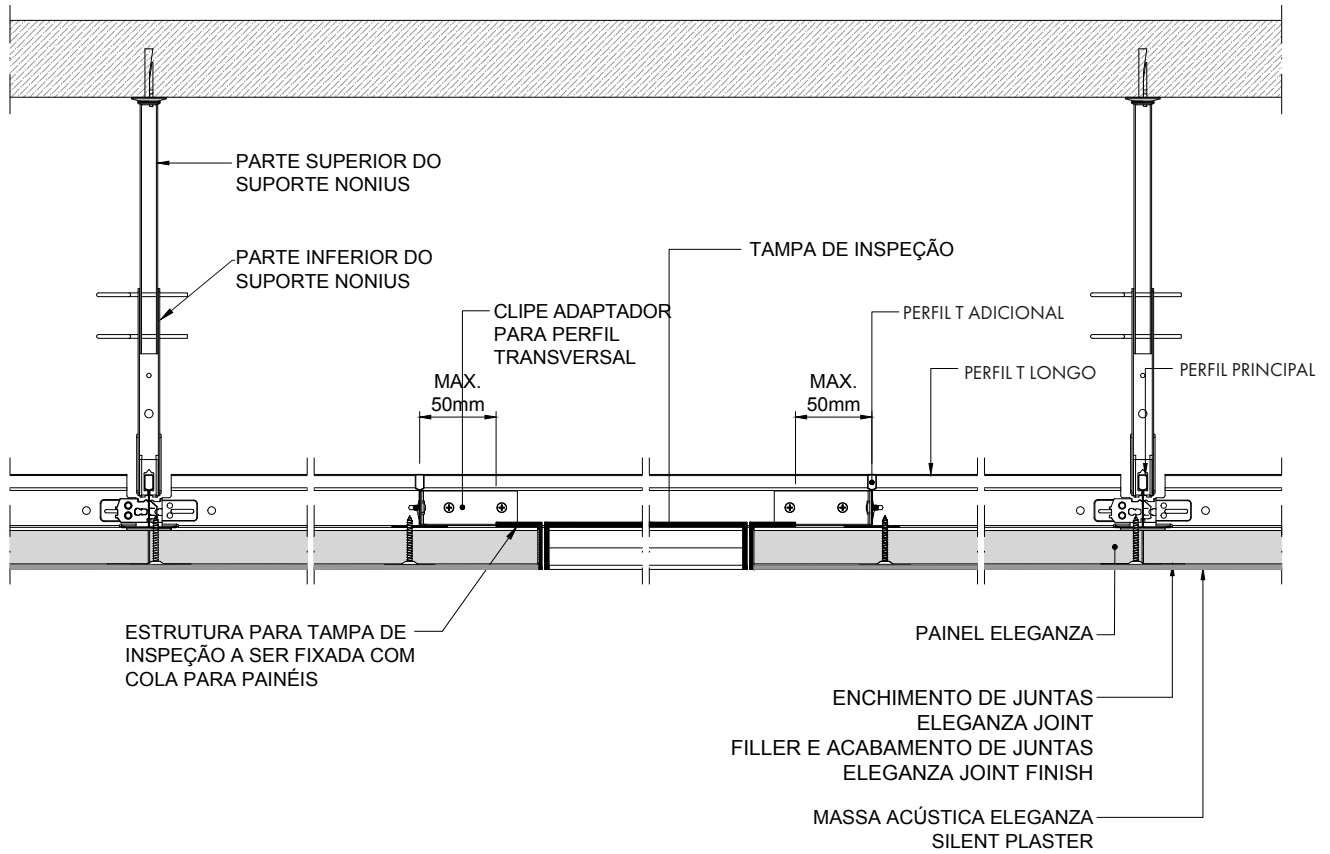 PARTE SUPERIOR DO
SUPORTE NONIUS
PARTE INFERIOR DO
SUPORTE NONIUS
TAMPA DE INSPEÇÃO
CLIPE ADAPTADOR
PARA PERFIL
TRANSVERSAL
PERFIL T ADICIONAL
PERFIL T LONGO
PERFIL PRINCIPAL
MAX.
50mm
MAX.
50mm
ESTRUTURA PARA TAMPA DE
INSPEÇÃO A SER FIXADA COM
COLA PARA PAINÉIS
PAINEL ELEGANZA
ENCHIMENTO DE JUNTAS
ELEGANZA JOINT
FILLER E ACABAMENTO DE JUNTAS
ELEGANZA JOINT FINISH
MASSA ACÚSTICA ELEGANZA
SILENT PLASTER